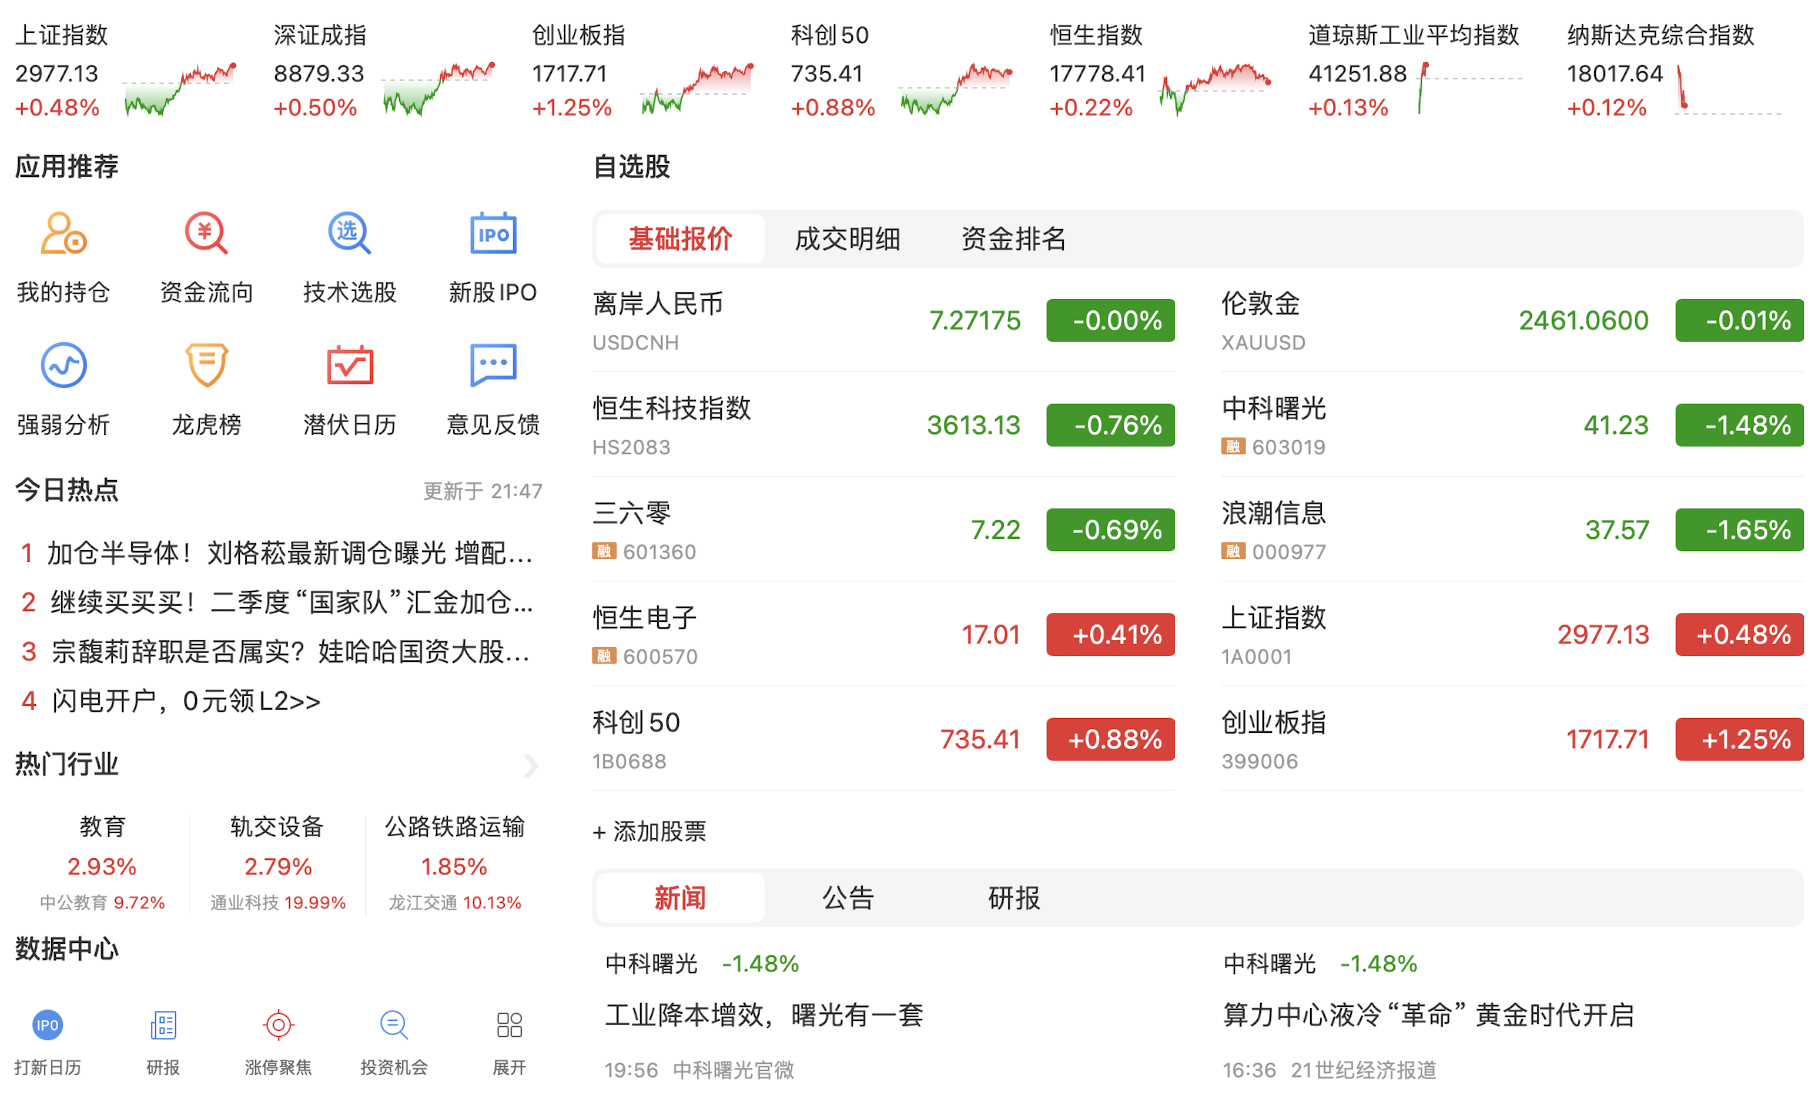 上证指数
2977.13
+0.48%
深证成指
8879.33
+0.50%
创业板指
1717.71
+1.25%
科创50
735.41
+0.88%
恒生指数
17778.41
+0.22%
道琼斯工业平均指数
41251.88
+0.13%
纳斯达克综合指数
18017.64
+0.12%
应用推荐
我的持仓
¥
资金流向
选
技术选股
IPO
新股IPO
强弱分析
龙虎榜
潜伏日历
意见反馈
今日热点 更新于 21:47
1 加仓半导体！刘格菘最新调仓曝光 增配...
2 继续买买买！二季度“国家队”汇金加仓...
3 宗馥莉辞职是否属实？娃哈哈国资大股...
4 闪电开户，0元领L2>>
热门行业
教育
2.93%
中公教育 9.72%
轨交设备
2.79%
通业科技 19.99%
公路铁路运输
1.85%
龙江交通 10.13%
数据中心
IPO
打新日历
研报
涨停聚焦
投资机会
展开
自选股
基础报价 成交明细 资金排名
离岸人民币
USDCNH
7.27175 -0.00%
伦敦金
XAUUSD
2461.0600 -0.01%
恒生科技指数
HS2083
3613.13 -0.76%
中科曙光
融 603019
41.23 -1.48%
三六零
融 601360
7.22 -0.69%
浪潮信息
融 000977
37.57 -1.65%
恒生电子
融 600570
17.01 +0.41%
上证指数
1A0001
2977.13 +0.48%
科创50
1B0688
735.41 +0.88%
创业板指
399006
1717.71 +1.25%
+ 添加股票
新闻 公告 研报
中科曙光 -1.48%
工业降本增效，曙光有一套
19:56 中科曙光官微
中科曙光 -1.48%
算力中心液冷“革命” 黄金时代开启
16:36 21世纪经济报道